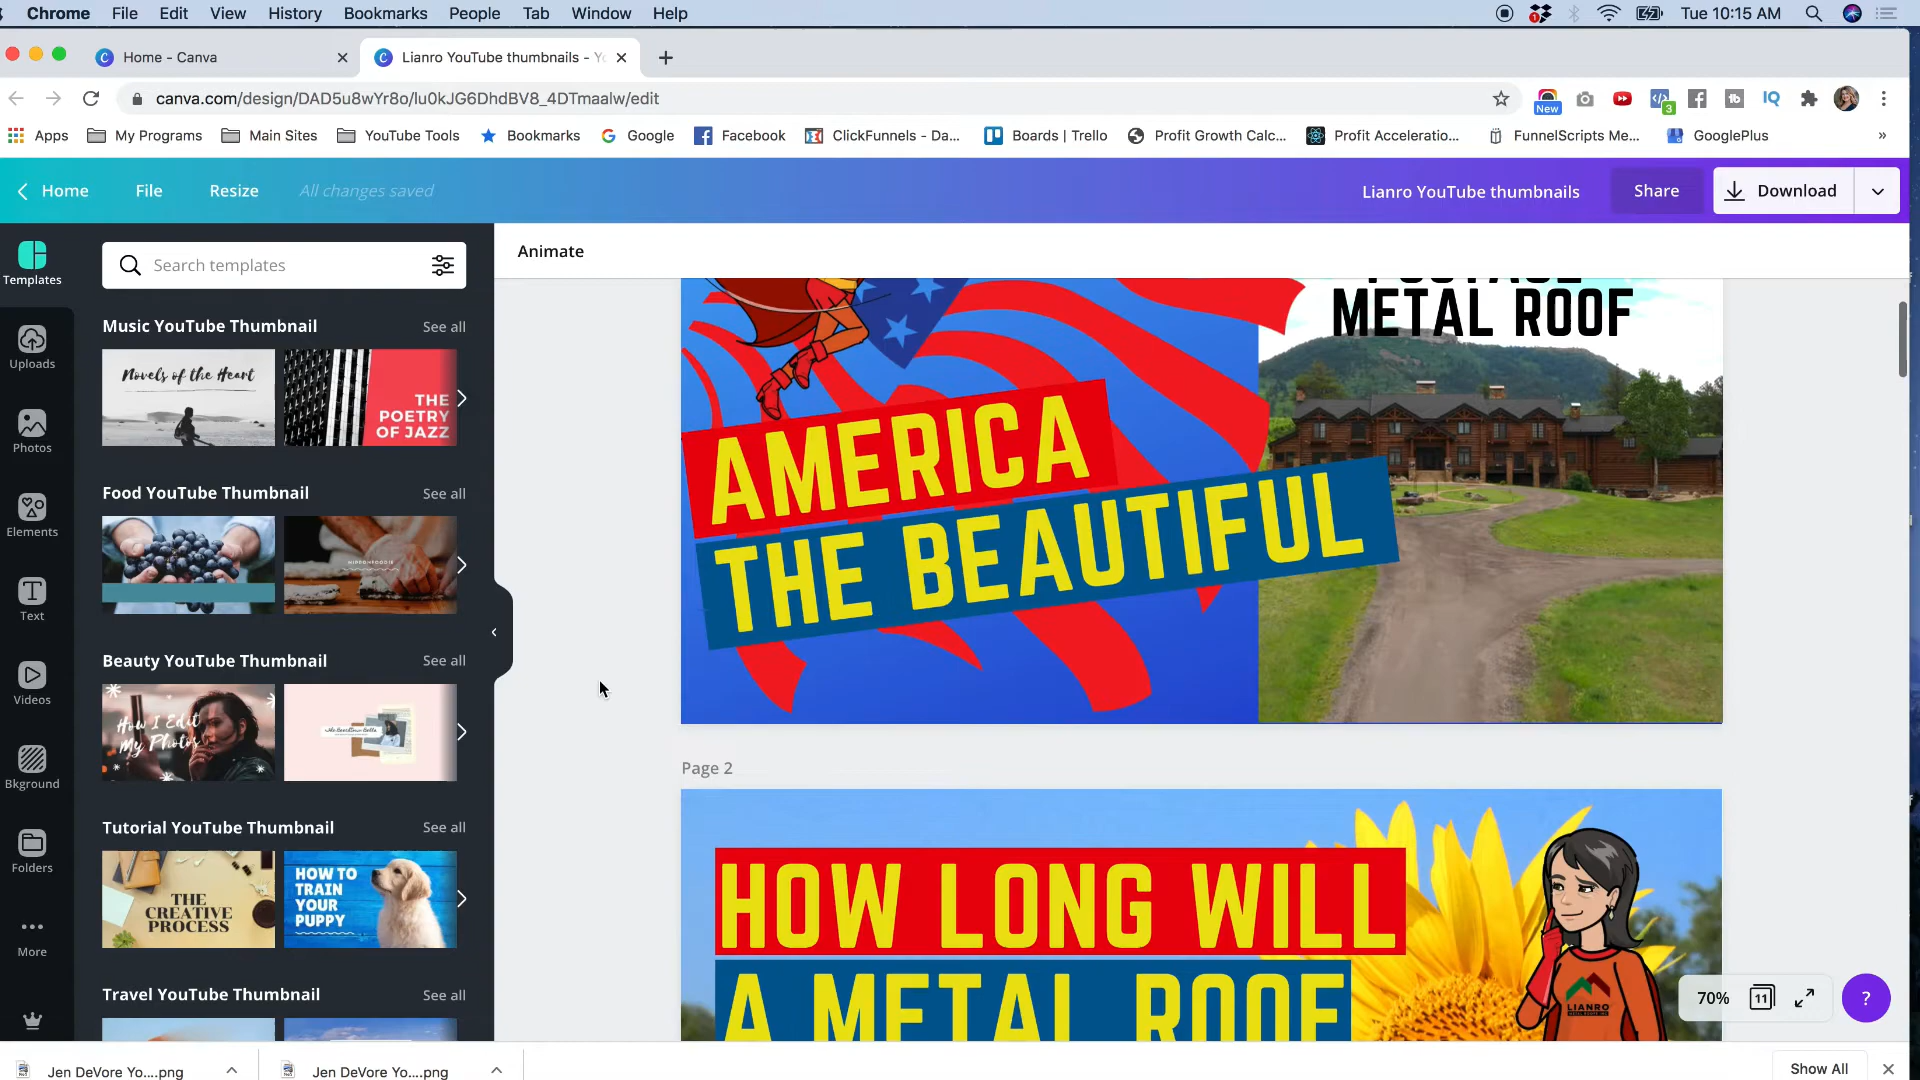 Chrome File Edit View History Bookmarks People Tab Window Help
1
Tue 10:15 AM
Home - Canva
Lianro YouTube thumbnails - Yo
canva.com/design/DAD5u8wYr8o/lu0kJG6DhdBV8_4DTmaalw/edit
New
3
tb
IQ
Apps My Programs Main Sites YouTube Tools Bookmarks Google Facebook ClickFunnels - Da... Boards | Trello Profit Growth Calc... Profit Acceleratio... FunnelScripts Me... GooglePlus »
Home File Resize All changes saved
Lianro YouTube thumbnails Share Download
Templates
Uploads
Photos
Elements
Text
Videos
Bkground
Folders
More
Search templates
Music YouTube Thumbnail See all
Novels of the Heart
THE
POETRY
OF JAZZ
Food YouTube Thumbnail See all
Beauty YouTube Thumbnail See all
How I Edit
My Photos
Tutorial YouTube Thumbnail See all
THE
CREATIVE
PROCESS
HOW TO
TRAIN
YOUR
PUPPY
Travel YouTube Thumbnail See all
Animate
FOOTAGE
METAL ROOF
AMERICA
THE BEAUTIFUL
Page 2
HOW LONG WILL
A METAL ROOF
LIANRO
70% 11 ?
Jen DeVore Yo....png
Jen DeVore Yo....png
Show All